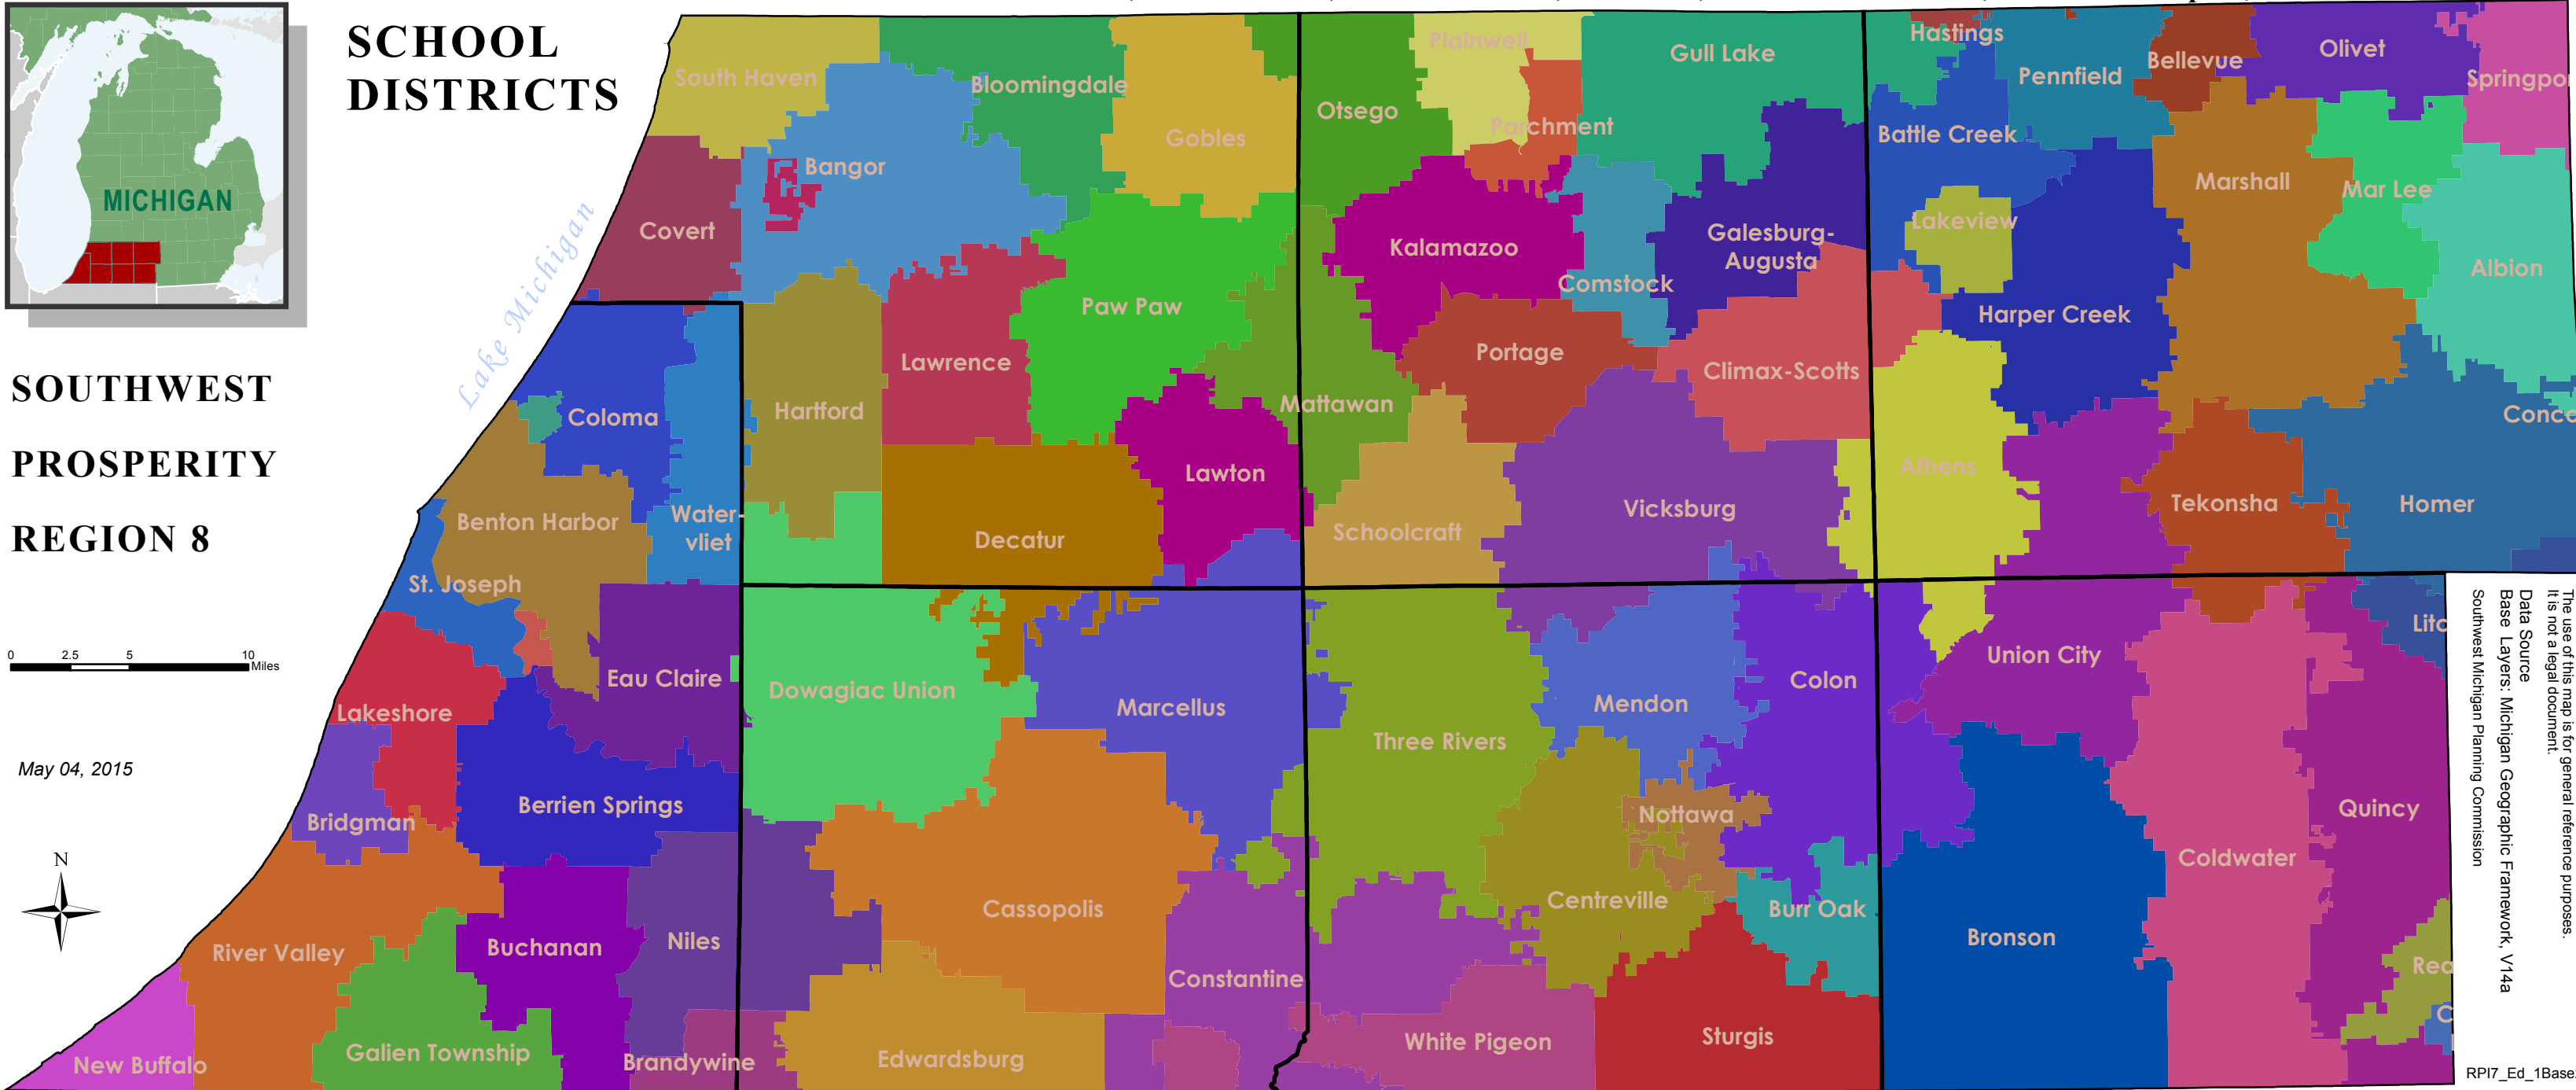 SCHOOL
DISTRICTS
MICHIGAN
SOUTHWEST
PROSPERITY
REGION 8
0 2.5 5 10
Miles
May 04, 2015
N
Lake Michigan
South Haven
Bloomingdale
Gobles
Bangor
Covert
Paw Paw
Lawrence
Hartford
Mattawan
Lawton
Decatur
Otsego
Plainwell
Parchment
Gull Lake
Kalamazoo
Comstock
Galesburg-
Augusta
Portage
Climax-Scotts
Schoolcraft
Vicksburg
Hastings
Pennfield
Bellevue
Olivet
Springpor
Battle Creek
Lakeview
Marshall
Mar Lee
Albion
Harper Creek
Athens
Tekonsha
Homer
Conco
Coloma
Benton Harbor
Water-
vliet
St. Joseph
Eau Claire
Lakeshore
Bridgman
Berrien Springs
River Valley
Buchanan
Niles
New Buffalo
Galien Township
Brandywine
Dowagiac Union
Marcellus
Cassopolis
Constantine
Edwardsburg
Three Rivers
Mendon
Colon
Nottawa
Centreville
Burr Oak
White Pigeon
Sturgis
Union City
Litc
Quincy
Coldwater
Bronson
Rea
C
The use of this map is for general reference purposes.
It is not a legal document.
Data Source
Base Layers: Michigan Geographic Framework, V14a
Southwest Michigan Planning Commission
RPI7_Ed_1Base